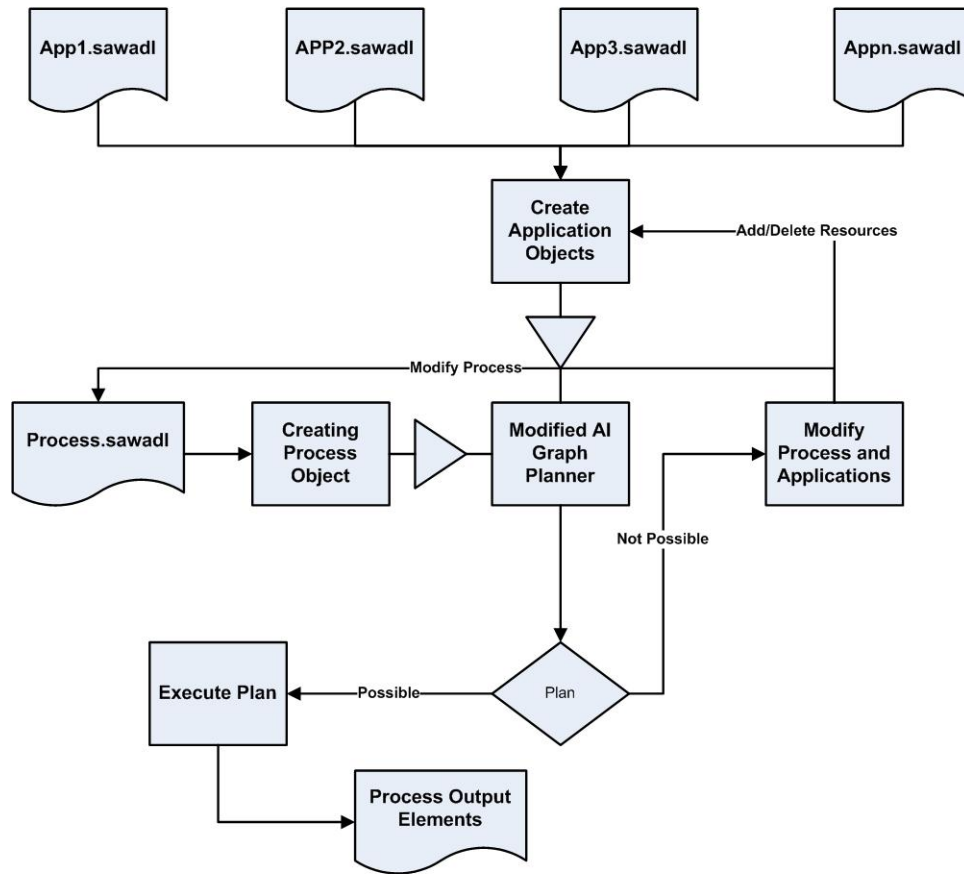 App1.sawadl
APP2.sawadl
App3.sawadl
Appn.sawadl
Create
Application
Objects
Add/Delete Resources
Modify Process
Process.sawadl
Creating
Process
Object
Modified AI
Graph
Planner
Modify
Process and
Applications
Not Possible
Execute Plan
Possible
Plan
Process Output
Elements